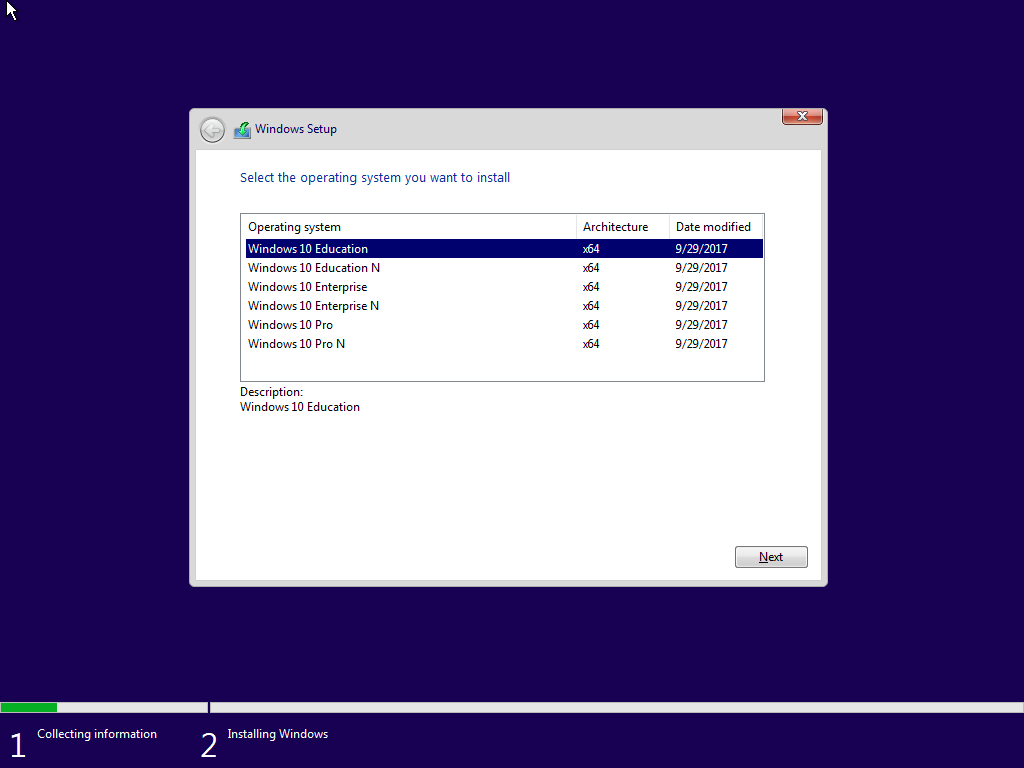 Windows Setup
Select the operating system you want to install
Operating system Architecture Date modified
Windows 10 Education x64 9/29/2017
Windows 10 Education N x64 9/29/2017
Windows 10 Enterprise x64 9/29/2017
Windows 10 Enterprise N x64 9/29/2017
Windows 10 Pro x64 9/29/2017
Windows 10 Pro N x64 9/29/2017
Description:
Windows 10 Education
Next
1 Collecting information 2 Installing Windows